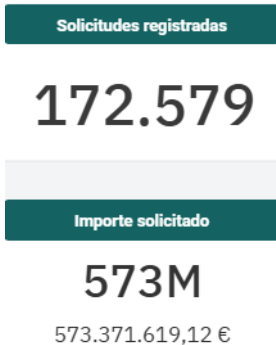 Solicitudes registradas
172.579
Importe solicitado
573M
573.371.619,12 €